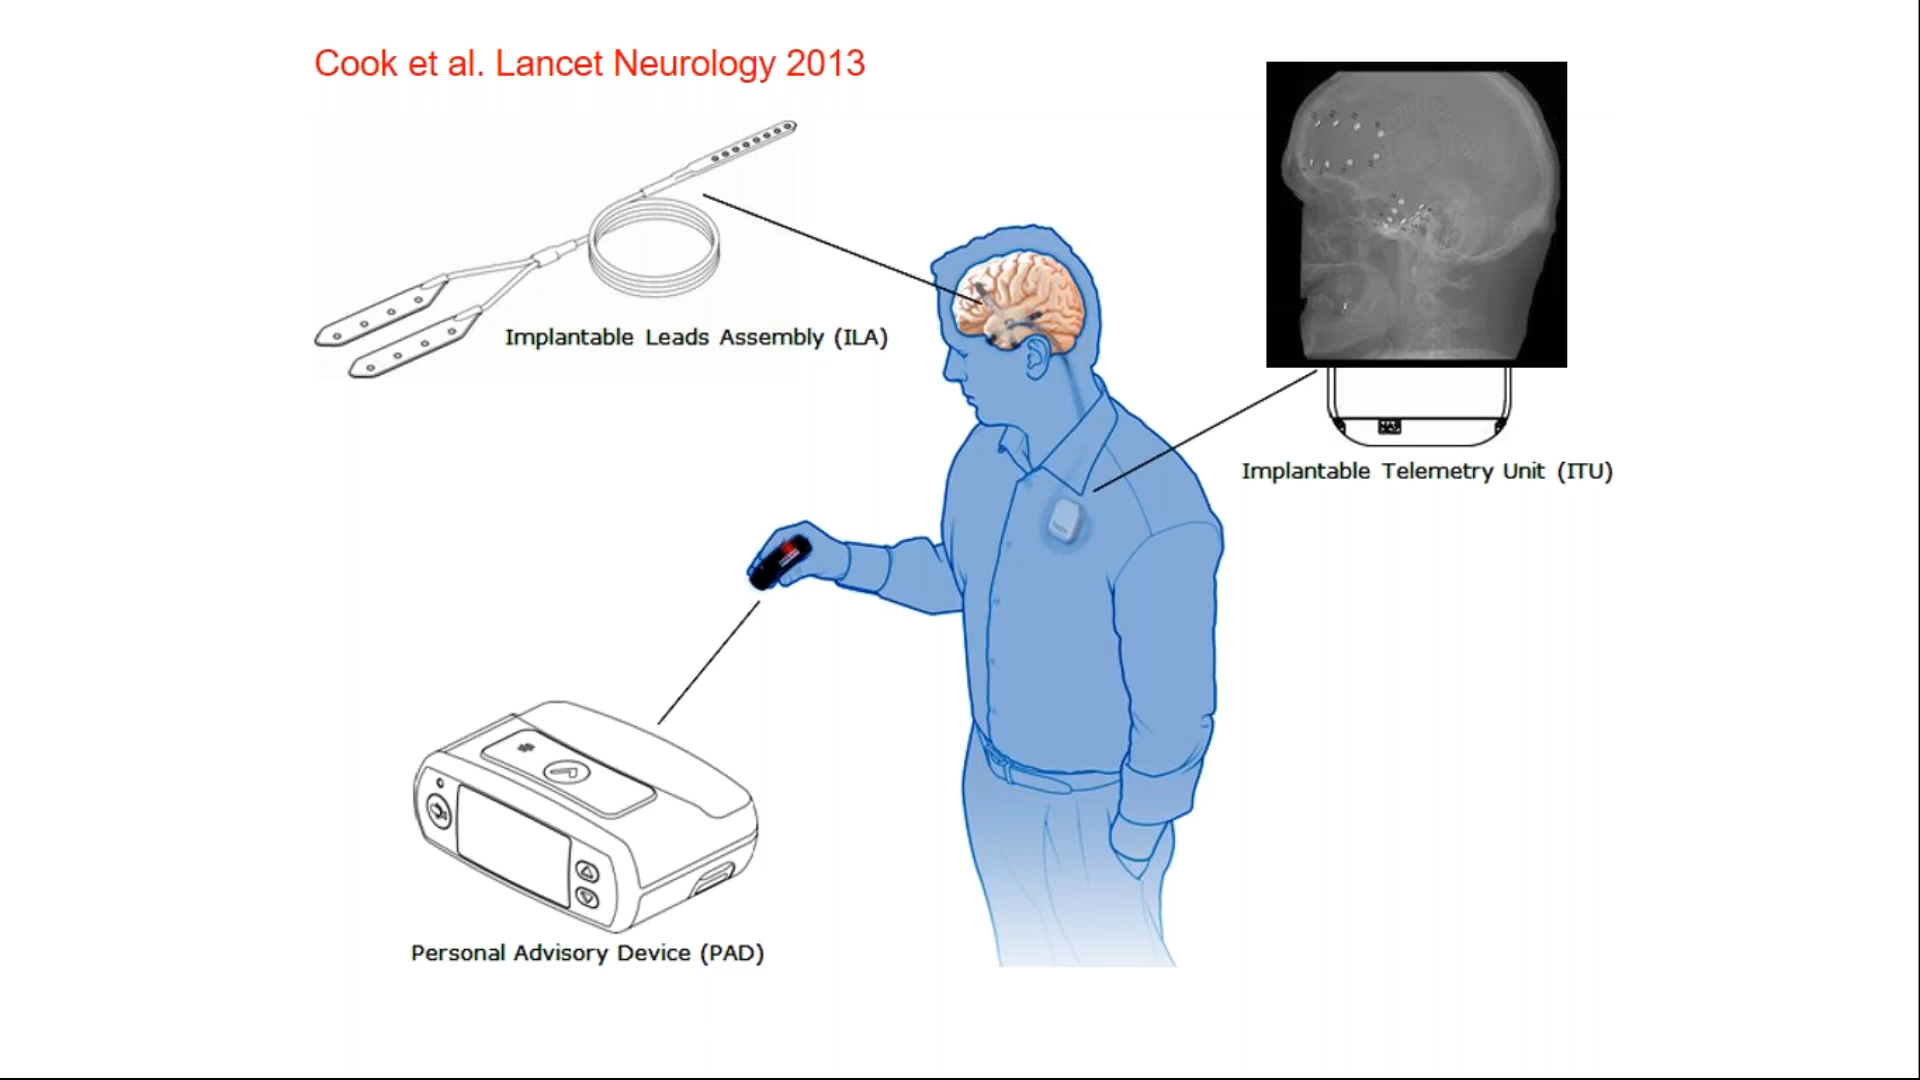 Cook et al. Lancet Neurology 2013
Implantable Leads Assembly (ILA)
Implantable Telemetry Unit (ITU)
Personal Advisory Device (PAD)